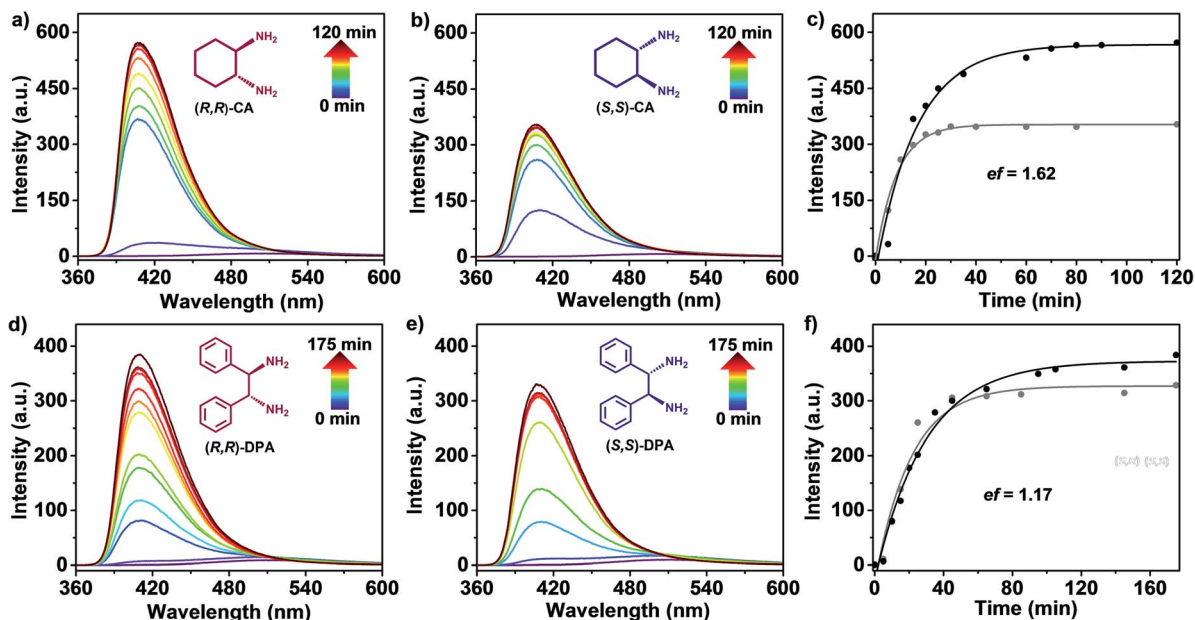 a)
600
450
300
150
0
360 420 480 540 600
Intensity (a.u.)
Wavelength (nm)
NH2
NH2
(R,R)-CA
120 min
0 min
b)
600
450
300
150
0
360 420 480 540 600
Intensity (a.u.)
Wavelength (nm)
NH2
NH2
(S,S)-CA
120 min
0 min
c)
600
450
300
150
0
0 20 40 60 80 100 120
Intensity (a.u.)
Time (min)
ef = 1.62
d)
400
300
200
100
0
360 420 480 540 600
Intensity (a.u.)
Wavelength (nm)
NH2
NH2
(R,R)-DPA
175 min
0 min
e)
400
300
200
100
0
360 420 480 540 600
Intensity (a.u.)
Wavelength (nm)
NH2
NH2
(S,S)-DPA
175 min
0 min
f)
400
300
200
100
0
0 40 80 120 160
Intensity (a.u.)
Time (min)
ef = 1.17